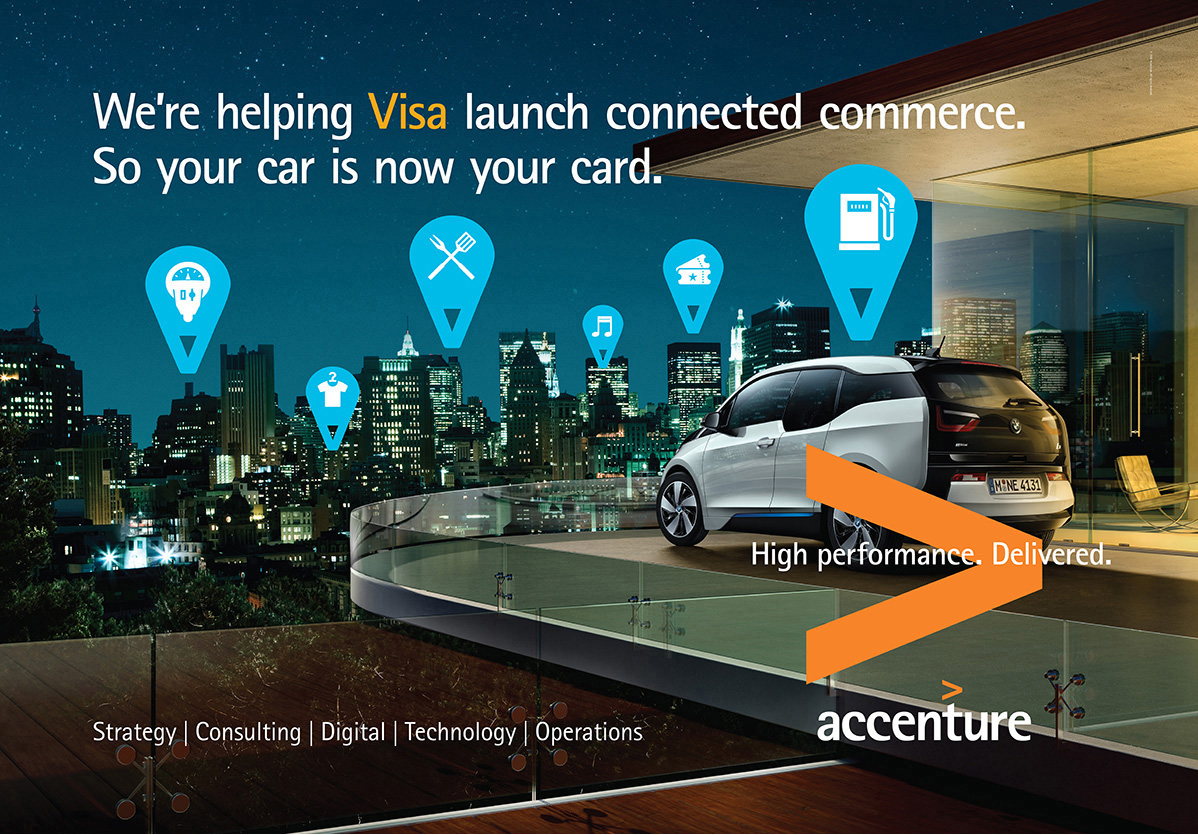 We're helping Visa launch connected commerce.
So your car is now your card.
2
M·NE 4131
High performance. Delivered.
Strategy | Consulting | Digital | Technology | Operations
>
accenture